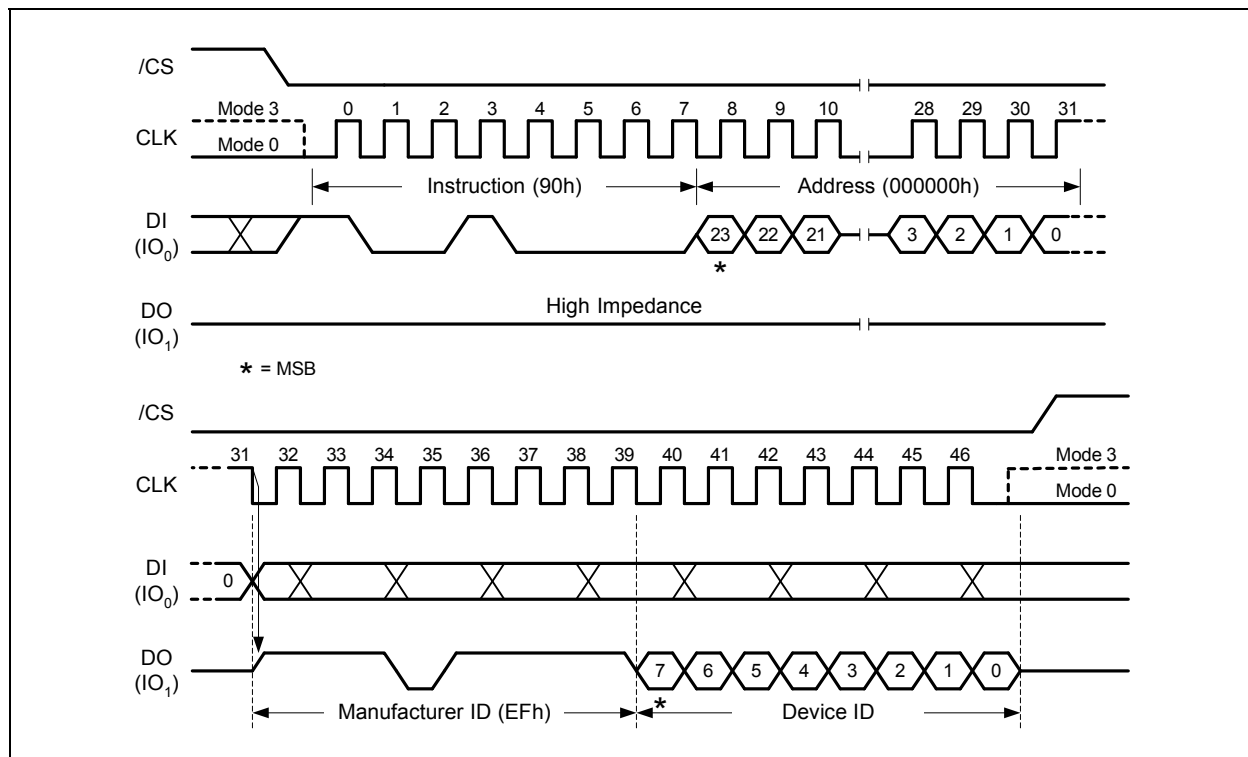 /CS
Mode 3
0 1 2 3 4 5 6 7 8 9 10 28 29 30 31
CLK
Mode 0
Instruction (90h) Address (000000h)
DI
(IO0)
23 22 21 3 2 1 0
*
High Impedance
DO
(IO1)
* = MSB
/CS
31 32 33 34 35 36 37 38 39 40 41 42 43 44 45 46
Mode 3
CLK
Mode 0
DI
(IO0)
0
DO
(IO1)
7 6 5 4 3 2 1 0
*
Manufacturer ID (EFh) Device ID